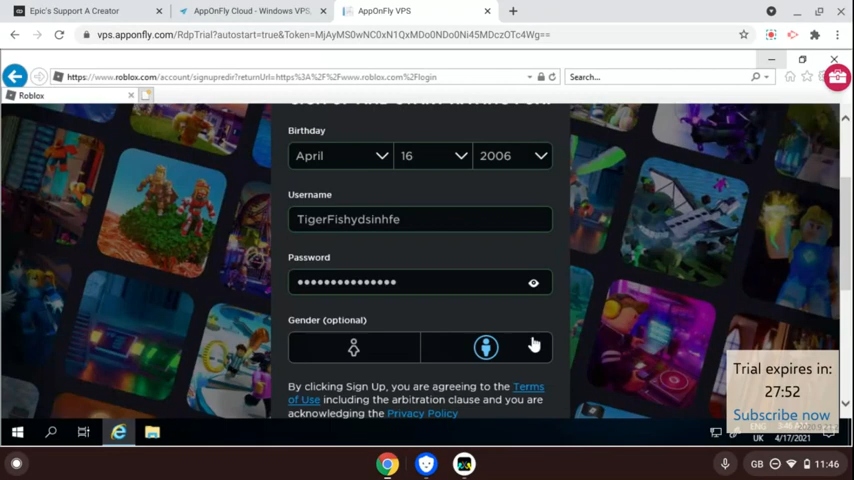 Epic's Support A Creator
AppOnFly Cloud - Windows VPS.
AppOnFly VPS
vps.apponfly.com/RdpTrial?autostart=true&Token=MjAyMS0wNC0xN1QxMDo0NDo0Ni45MDczOTc4Wg==
https://www.roblox.com/account/signupredir?returnUrl=https%3A%2F%2Fwww.roblox.com%2Flogin
Search...
Roblox
Birthday
April 16 2006
Username
TigerFishydsinhfe
Password
Gender (optional)
By clicking Sign Up, you are agreeing to the Terms
of Use including the arbitration clause and you are
acknowledging the Privacy Policy
Trial expires in:
27:52
Subscribe now
ENG
UK
4/17/2021
GB
11:46